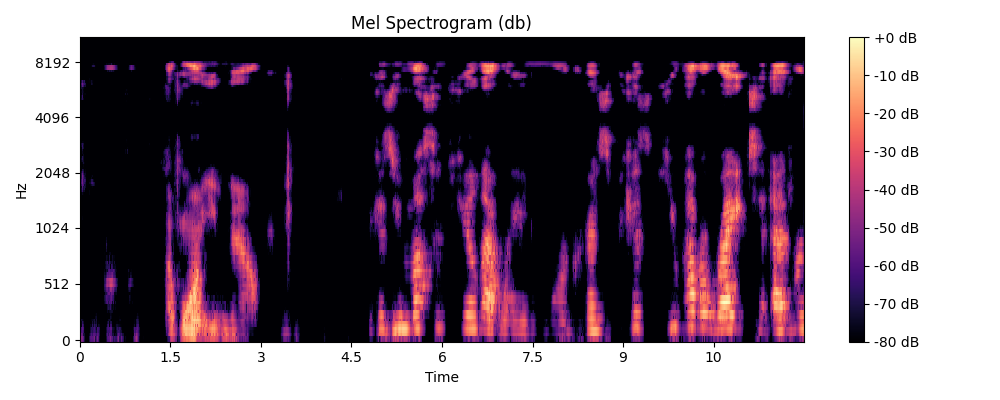 Mel Spectrogram (db)
+0 dB
8192
-10 dB
4096
-20 dB
-30 dB
2048
Hz
-40 dB
1024
-50 dB
512
-60 dB
-70 dB
0
-80 dB
0 1.5 3 4.5 6 7.5 9 10
Time